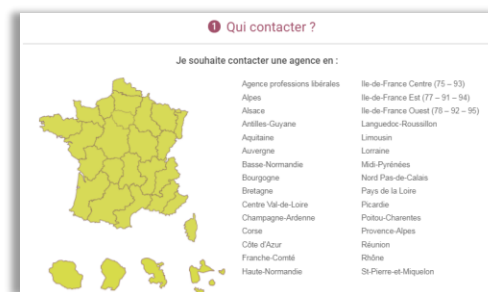 1 Qui contacter ?
Je souhaite contacter une agence en :
Agence professions libérales
Alpes
Alsace
Antilles-Guyane
Aquitaine
Auvergne
Basse-Normandie
Bourgogne
Bretagne
Centre Val-de-Loire
Champagne-Ardenne
Corse
Côte d'Azur
Franche-Comté
Haute-Normandie
Ile-de-France Centre (75 – 93)
Ile-de-France Est (77 – 91 – 94)
Ile-de-France Ouest (78 – 92 – 95)
Languedoc-Roussillon
Limousin
Lorraine
Midi-Pyrénées
Nord Pas-de-Calais
Pays de la Loire
Picardie
Poitou-Charentes
Provence-Alpes
Réunion
Rhône
St-Pierre-et-Miquelon